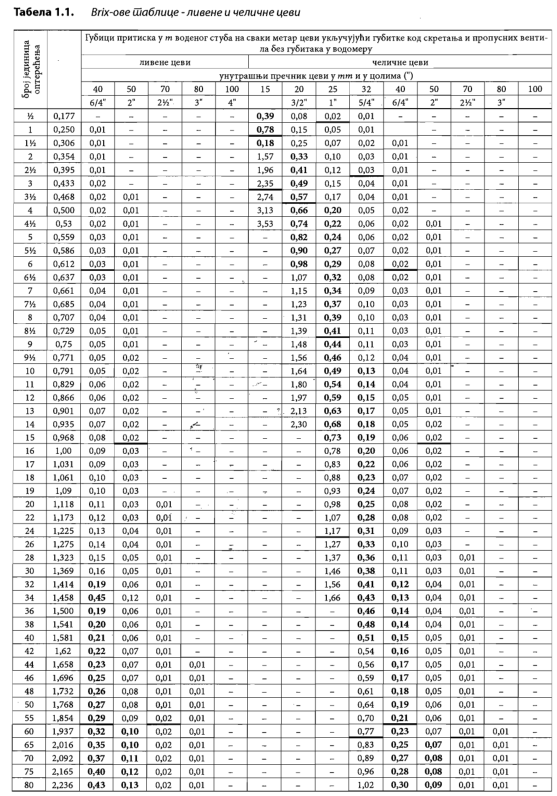 Табела 1.1. Brix-ове таблице - ливене и челичне цеви
број јединица оптерећења
Губици притиска у m воденог стуба на сваки метар цеви укључујући губитке код скретања и пропусних венти-
ла без губитака у водомеру
ливене цеви челичне цеви
унутрашњи пречник цеви у mm и у цолима (")
40 50 70 80 100 15 20 25 32 40 50 70 80 100
6/4" 2" 2½" 3" 4" 3/2" 1" 5/4" 6/4" 2" 2½" 3"
½ 0,177 – – – – – 0,39 0,08 0,02 0,01 – – – – –
1 0,250 0,01 – – – – 0,78 0,15 0,05 0,01 – – – – –
1½ 0,306 0,01 – – – – 0,18 0,25 0,07 0,02 0,01 – – – –
2 0,354 0,01 – – – – 1,57 0,33 0,10 0,03 0,01 – – – –
2½ 0,395 0,01 – – – – 1,96 0,41 0,12 0,03 0,01 – – – –
3 0,433 0,02 – – – – 2,35 0,49 0,15 0,04 0,01 – – – –
3½ 0,468 0,02 0,01 – – – 2,74 0,57 0,17 0,04 0,01 – – – –
4 0,500 0,02 0,01 – – – 3,13 0,66 0,20 0,05 0,02 – – – –
4½ 0,53 0,02 0,01 – – – 3,53 0,74 0,22 0,06 0,02 0,01 – – –
5 0,559 0,03 0,01 – – – – 0,82 0,24 0,06 0,02 0,01 – – –
5½ 0,586 0,03 0,01 – – – – 0,90 0,27 0,07 0,02 0,01 – – –
6 0,612 0,03 0,01 – – – – 0,98 0,29 0,08 0,02 0,01 – – –
6½ 0,637 0,03 0,01 – – – – 1,07 0,32 0,08 0,02 0,01 – – –
7 0,661 0,04 0,01 – – – – 1,15 0,34 0,09 0,03 0,01 – – –
7½ 0,685 0,04 0,01 – – – – 1,23 0,37 0,10 0,03 0,01 – – –
8 0,707 0,04 0,01 – – – – 1,31 0,39 0,10 0,03 0,01 – – –
8½ 0,729 0,05 0,01 – – – – 1,39 0,41 0,11 0,03 0,01 – – –
9 0,75 0,05 0,01 – – – – 1,48 0,44 0,11 0,03 0,01 – – –
9½ 0,771 0,05 0,02 – – – – 1,56 0,46 0,12 0,04 0,01 – – –
10 0,791 0,05 0,02 – – – – 1,64 0,49 0,13 0,04 0,01 – – –
11 0,829 0,06 0,02 – – – – 1,80 0,54 0,14 0,04 0,01 – – –
12 0,866 0,06 0,02 – – – – 1,97 0,59 0,15 0,05 0,01 – – –
13 0,901 0,07 0,02 – – – – 2,13 0,63 0,17 0,05 0,01 – – –
14 0,935 0,07 0,02 – – – – 2,30 0,68 0,18 0,05 0,02 – – –
15 0,968 0,08 0,02 – – – – – 0,73 0,19 0,06 0,02 – – –
16 1,00 0,09 0,03 – – – – – 0,78 0,20 0,06 0,02 – – –
17 1,031 0,09 0,03 – – – – – 0,83 0,22 0,06 0,02 – – –
18 1,061 0,10 0,03 – – – – – 0,88 0,23 0,07 0,02 – – –
19 1,09 0,10 0,03 – – – – – 0,93 0,24 0,07 0,02 – – –
20 1,118 0,11 0,03 0,01 – – – – 0,98 0,25 0,08 0,02 – – –
22 1,173 0,12 0,03 0,01 – – – – 1,07 0,28 0,08 0,02 – – –
24 1,225 0,13 0,04 0,01 – – – – 1,17 0,31 0,09 0,03 – – –
26 1,275 0,14 0,04 0,01 – – – – 1,27 0,33 0,10 0,03 – – –
28 1,323 0,15 0,05 0,01 – – – – 1,37 0,36 0,11 0,03 0,01 – –
30 1,369 0,16 0,05 0,01 – – – – 1,46 0,38 0,11 0,03 0,01 – –
32 1,414 0,19 0,06 0,01 – – – – 1,56 0,41 0,12 0,04 0,01 – –
34 1,458 0,45 0,12 0,01 – – – – 1,66 0,43 0,13 0,04 0,01 – –
36 1,500 0,19 0,06 0,01 – – – – – 0,46 0,14 0,04 0,01 – –
38 1,541 0,20 0,06 0,01 – – – – – 0,48 0,14 0,04 0,01 – –
40 1,581 0,21 0,06 0,01 – – – – – 0,51 0,15 0,05 0,01 – –
42 1,62 0,22 0,07 0,01 – – – – – 0,54 0,16 0,05 0,01 – –
44 1,658 0,23 0,07 0,01 0,01 – – – – 0,56 0,17 0,05 0,01 – –
46 1,696 0,25 0,07 0,01 0,01 – – – – 0,59 0,17 0,05 0,01 – –
48 1,732 0,26 0,08 0,01 0,01 – – – – 0,61 0,18 0,05 0,01 – –
50 1,768 0,27 0,08 0,01 0,01 – – – – 0,64 0,19 0,06 0,01 – –
55 1,854 0,29 0,09 0,02 0,01 – – – – 0,70 0,21 0,06 0,01 – –
60 1,937 0,32 0,10 0,02 0,01 – – – – 0,77 0,23 0,07 0,01 0,01 –
65 2,016 0,35 0,10 0,02 0,01 – – – – 0,83 0,25 0,07 0,01 0,01 –
70 2,092 0,37 0,11 0,02 0,01 – – – – 0,89 0,27 0,08 0,01 0,01 –
75 2,165 0,40 0,12 0,02 0,01 – – – – 0,96 0,28 0,08 0,01 0,01 –
80 2,236 0,43 0,13 0,02 0,01 – – – – 1,02 0,30 0,09 0,01 0,01 –